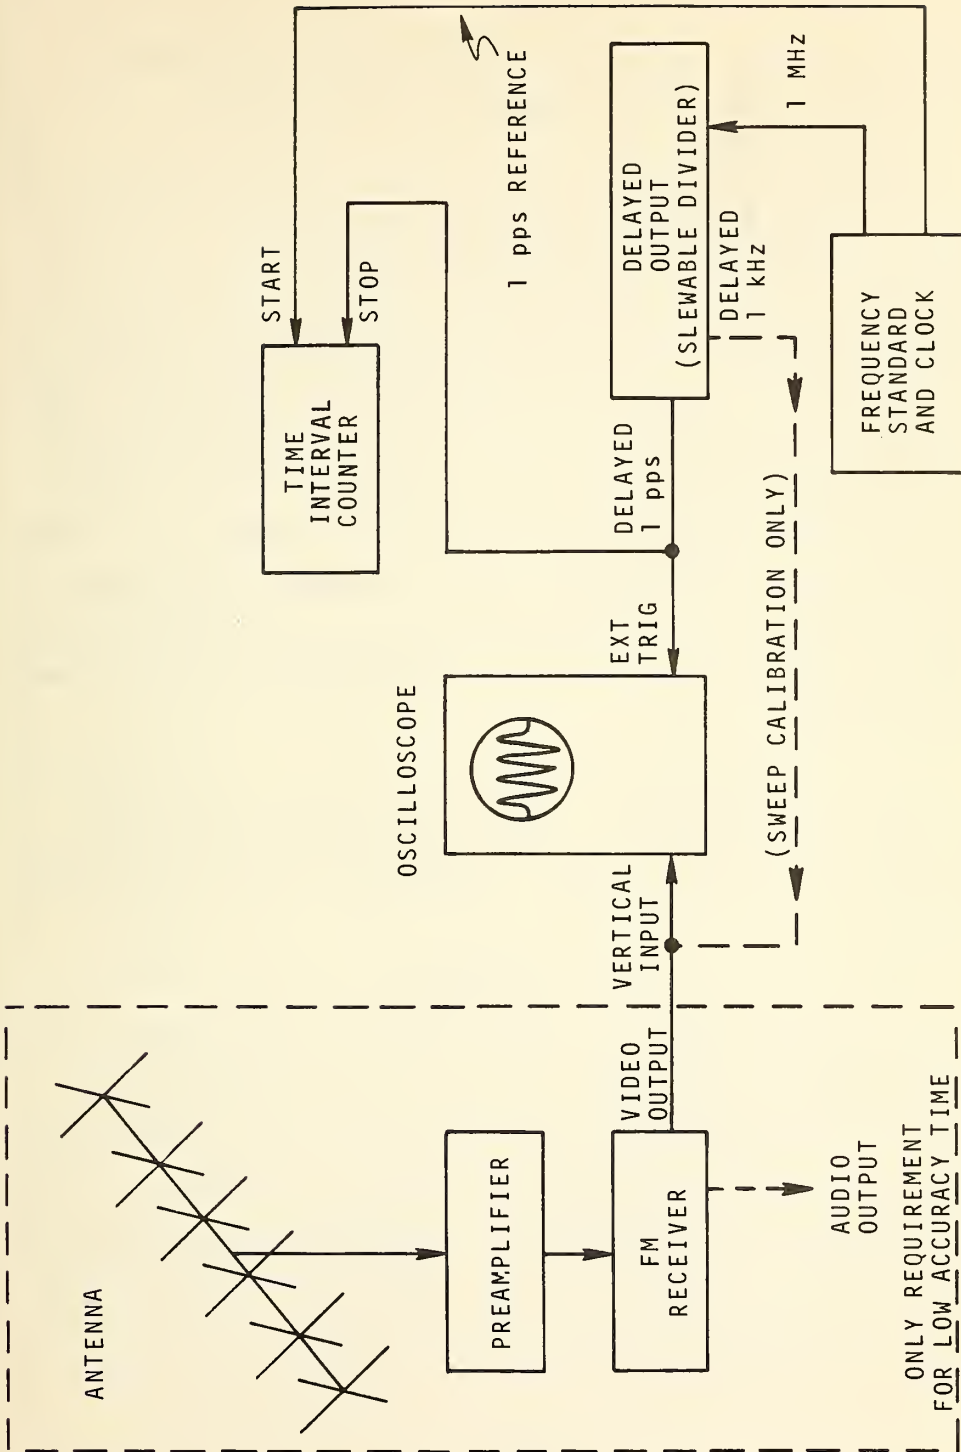 ANTENNA
PREAMPLIFIER
FM
RECEIVER
VIDEO
OUTPUT
AUDIO
OUTPUT
ONLY REQUIREMENT
FOR LOW ACCURACY TIME
OSCILLOSCOPE
VERTICAL
INPUT
EXT
TRIG
(SWEEP CALIBRATION ONLY)
TIME
INTERVAL
COUNTER
START
STOP
1 pps REFERENCE
DELAYED
1 pps
DELAYED
OUTPUT
(SLEWABLE DIVIDER)
DELAYED
1 kHz
1 MHz
FREQUENCY
STANDARD
AND CLOCK